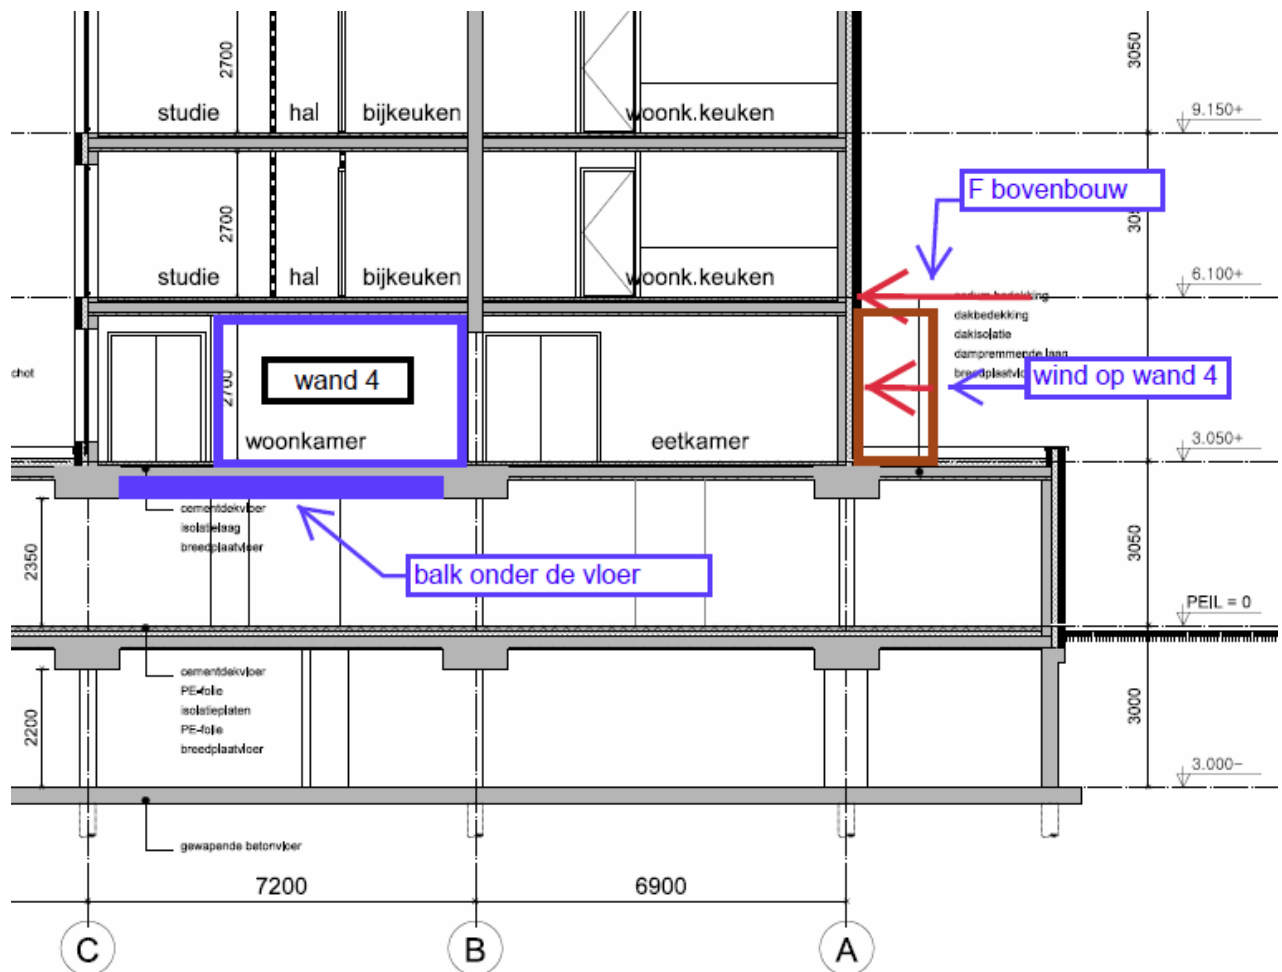 2700
3050
studie
hal
bijkeuken
woonk.keuken
9.150+
F bovenbouw
2700
studie
hal
bijkeuken
woonk.keuken
6.100+
dakbedekking
dakisolatie
dampremmende laag
chot
wand 4
2700
wind op wand 4
woonkamer
eetkamer
3.050+
cementdekvloer
isolatielaag
breedplaatvloer
2350
balk onder de vloer
3050
PEIL = 0
cementdekvloer
PE-folie
isolatieplaten
PE-folie
breedplaatvloer
2200
3000
3.000-
gewapende betonvloer
7200
6900
C
B
A